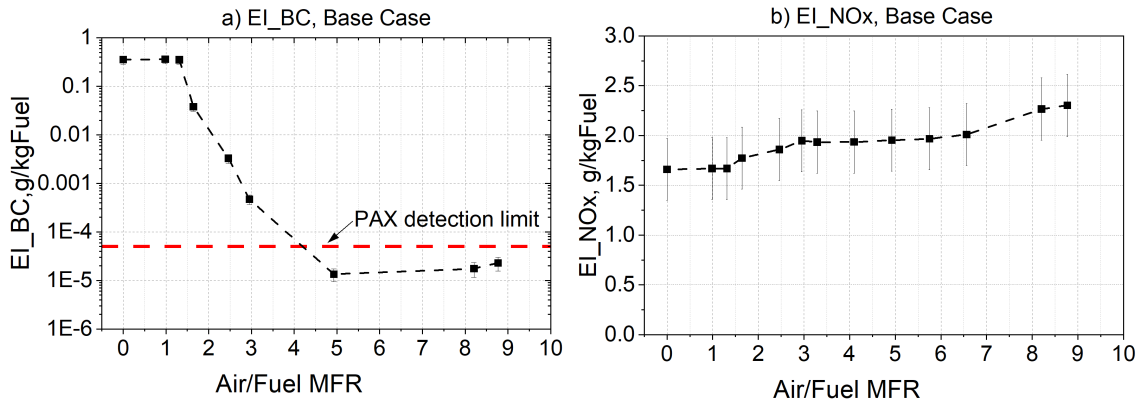 a) EI_BC, Base Case
1
0.1
0.01
0.001
1E-4
1E-5
1E-6
EI_BC,g/kgFuel
PAX detection limit
0 1 2 3 4 5 6 7 8 9 10
Air/Fuel MFR
b) EI_NOx, Base Case
3.0
2.5
2.0
1.5
1.0
0.5
0.0
EI_NOx, g/kgFuel
0 1 2 3 4 5 6 7 8 9 10
Air/Fuel MFR